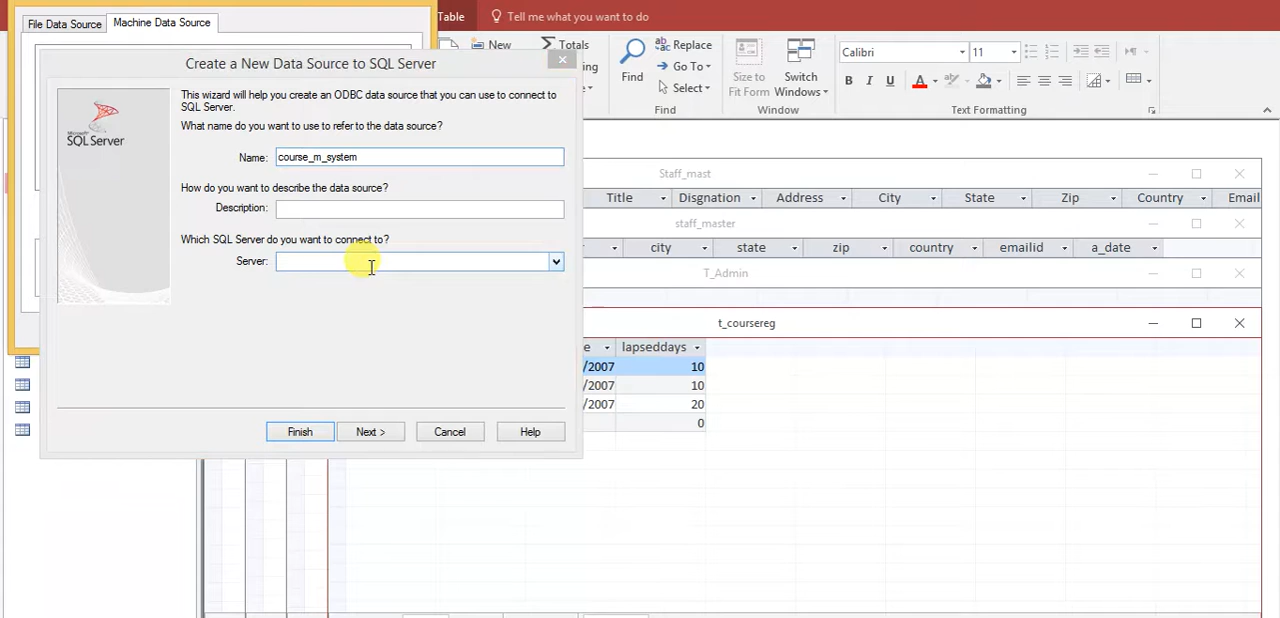 Table
Tell me what you want to do
File Data Source
Machine Data Source
New
Totals
Find
Replace
Go To
Select
Find
Size to Fit Form
Switch Windows
Window
Calibri
11
B I U
A
Text Formatting
Create a New Data Source to SQL Server
Microsoft
SQL Server
This wizard will help you create an ODBC data source that you can use to connect to
SQL Server.
What name do you want to use to refer to the data source?
Name: course_m_system
How do you want to describe the data source?
Description:
Which SQL Server do you want to connect to?
Server:
Finish
Next >
Cancel
Help
Staff_mast
Title Disgnation Address City State Zip Country Email
staff_master
city state zip country emailid a_date
T_Admin
t_coursereg
lapseddays
/2007 10
/2007 10
/2007 20
0